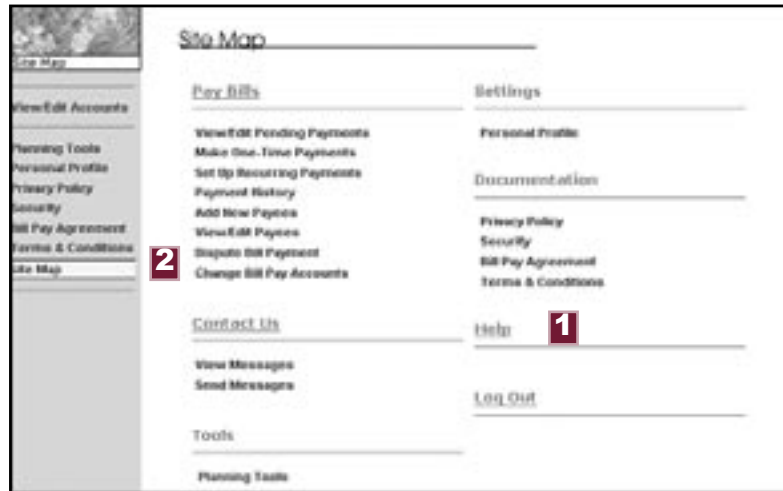 Site Map
View/Edit Accounts
Planning Tools
Personal Profile
Privacy Policy
Security
Bill Pay Agreement
Terms & Conditions
Site Map
Site Map
Pay Bills
View/Edit Pending Payments
Make One-Time Payments
Set Up Recurring Payments
Payment History
Add New Payees
View/Edit Payees
Dispute Bill Payment
2
Change Bill Pay Accounts
Contact Us
View Messages
Send Messages
Tools
Planning Tools
Settings
Personal Profile
Documentation
Privacy Policy
Security
Bill Pay Agreement
Terms & Conditions
Help
1
Log Out